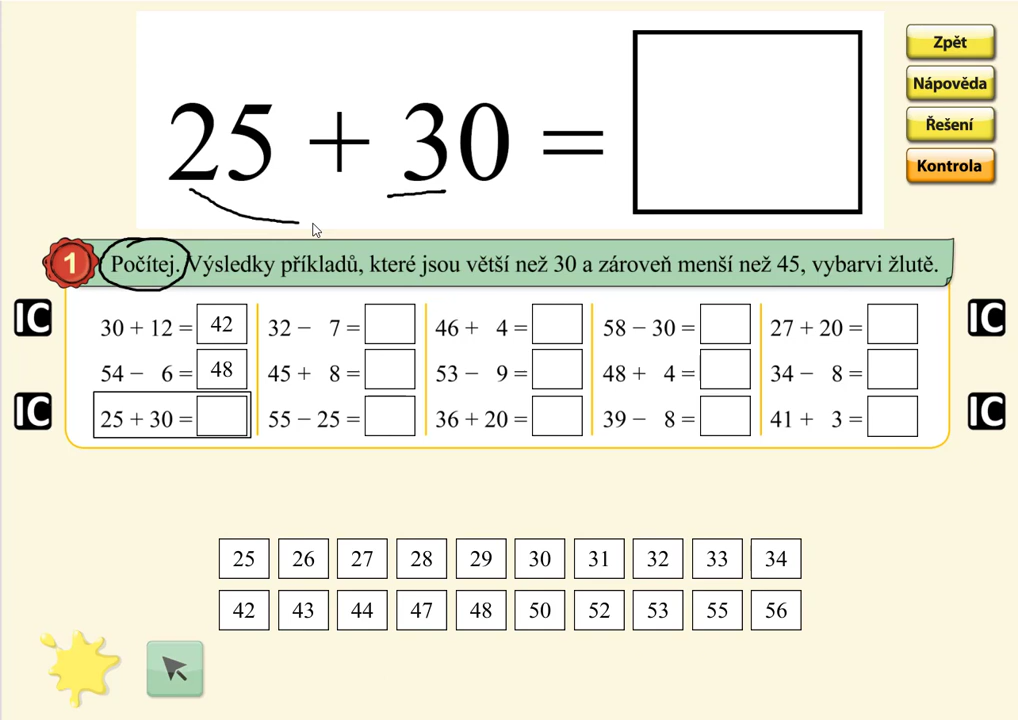 25 + 30 =
Zpět
Nápověda
Řešení
Kontrola
1 Počítej. Výsledky příkladů, které jsou větší než 30 a zároveň menší než 45, vybarvi žlutě.
IC 30 + 12 = 42 32 − 7 = 46 + 4 = 58 − 30 = 27 + 20 = IC
54 − 6 = 48 45 + 8 = 53 − 9 = 48 + 4 = 34 − 8 =
IC 25 + 30 = 55 − 25 = 36 + 20 = 39 − 8 = 41 + 3 = IC
25 26 27 28 29 30 31 32 33 34
42 43 44 47 48 50 52 53 55 56